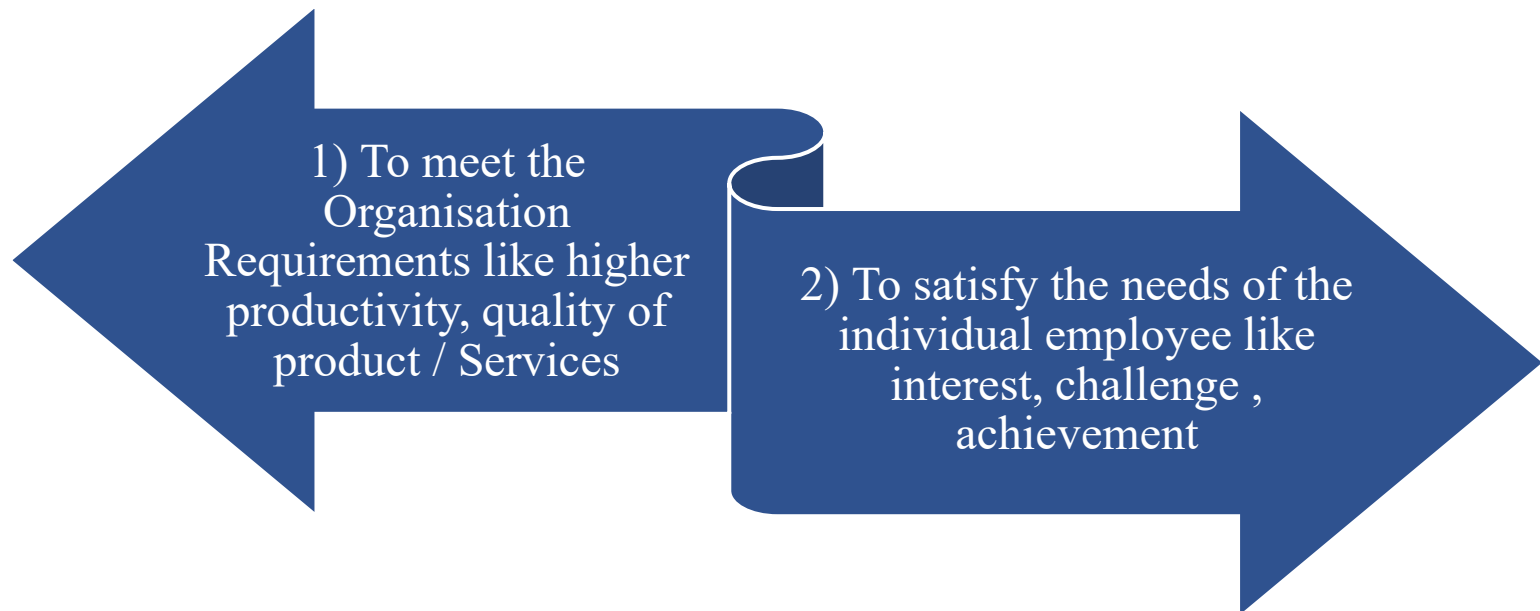 1) To meet the
Organisation
Requirements like higher
productivity, quality of
product / Services
2) To satisfy the needs of the
individual employee like
interest, challenge ,
achievement